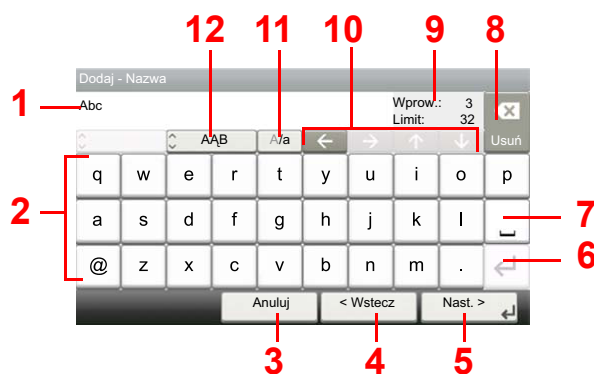 12 11 10 9 8
Dodaj - Nazwa
1 Abc Wprow.: 3
Limit: 32
AĄB A/a ← → ↑ ↓ Usuń
2
q w e r t y u i o p
a s d f g h j k l 7
@ z x c v b n m . 6
Anuluj < Wstecz Nast. >
3 4 5